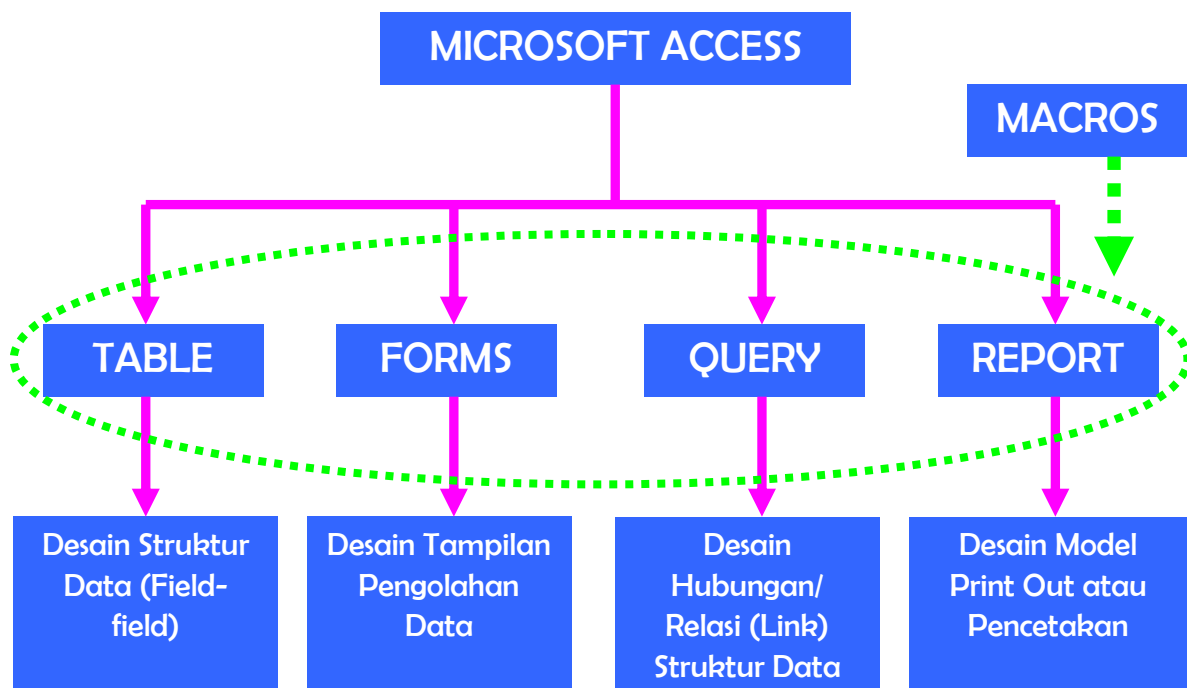 MICROSOFT ACCESS
MACROS
TABLE
FORMS
QUERY
REPORT
Desain Struktur
Data (Field-
field)
Desain Tampilan
Pengolahan
Data
Desain
Hubungan/
Relasi (Link)
Struktur Data
Desain Model
Print Out atau
Pencetakan